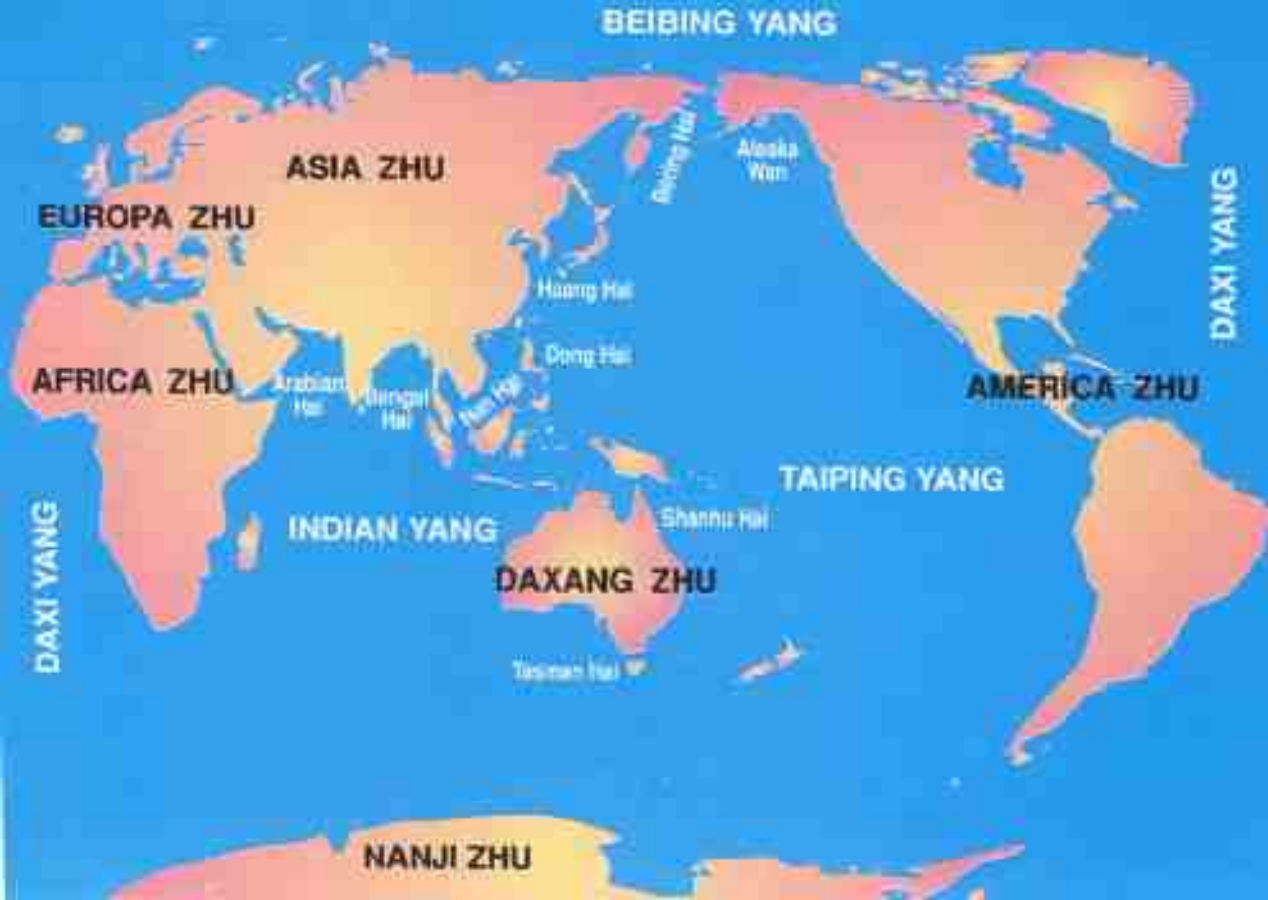 BEIBING YANG
ASIA ZHU
Bering Hai
Alaska
Wan
EUROPA ZHU
DAXI YANG
Huang Hai
Dong Hai
AFRICA ZHU
Arabian
Hai
Bengal
Hai
Nan Hai
AMERICA ZHU
TAIPING YANG
INDIAN YANG
Shanhu Hai
DAXI YANG
DAXANG ZHU
Tasman Hai
NANJI ZHU